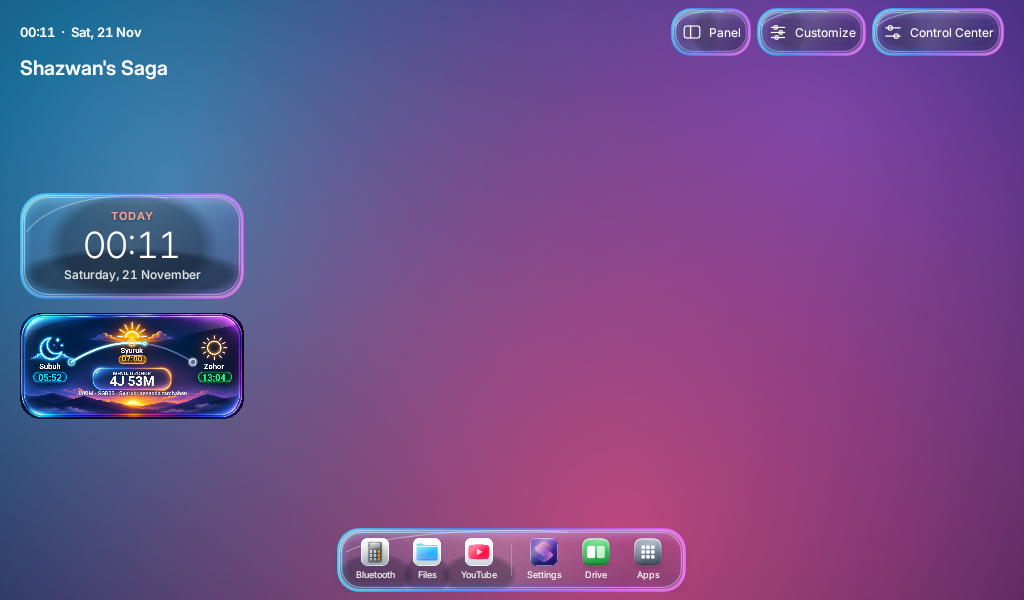 00:11 · Sat, 21 Nov
Shazwan's Saga
Panel
Customize
Control Center
TODAY
00:11
Saturday, 21 November
Syuruk
07:00
Subuh
05:52
Zohor
13:04
4J 53M
Bluetooth
Files
YouTube
Settings
Drive
Apps